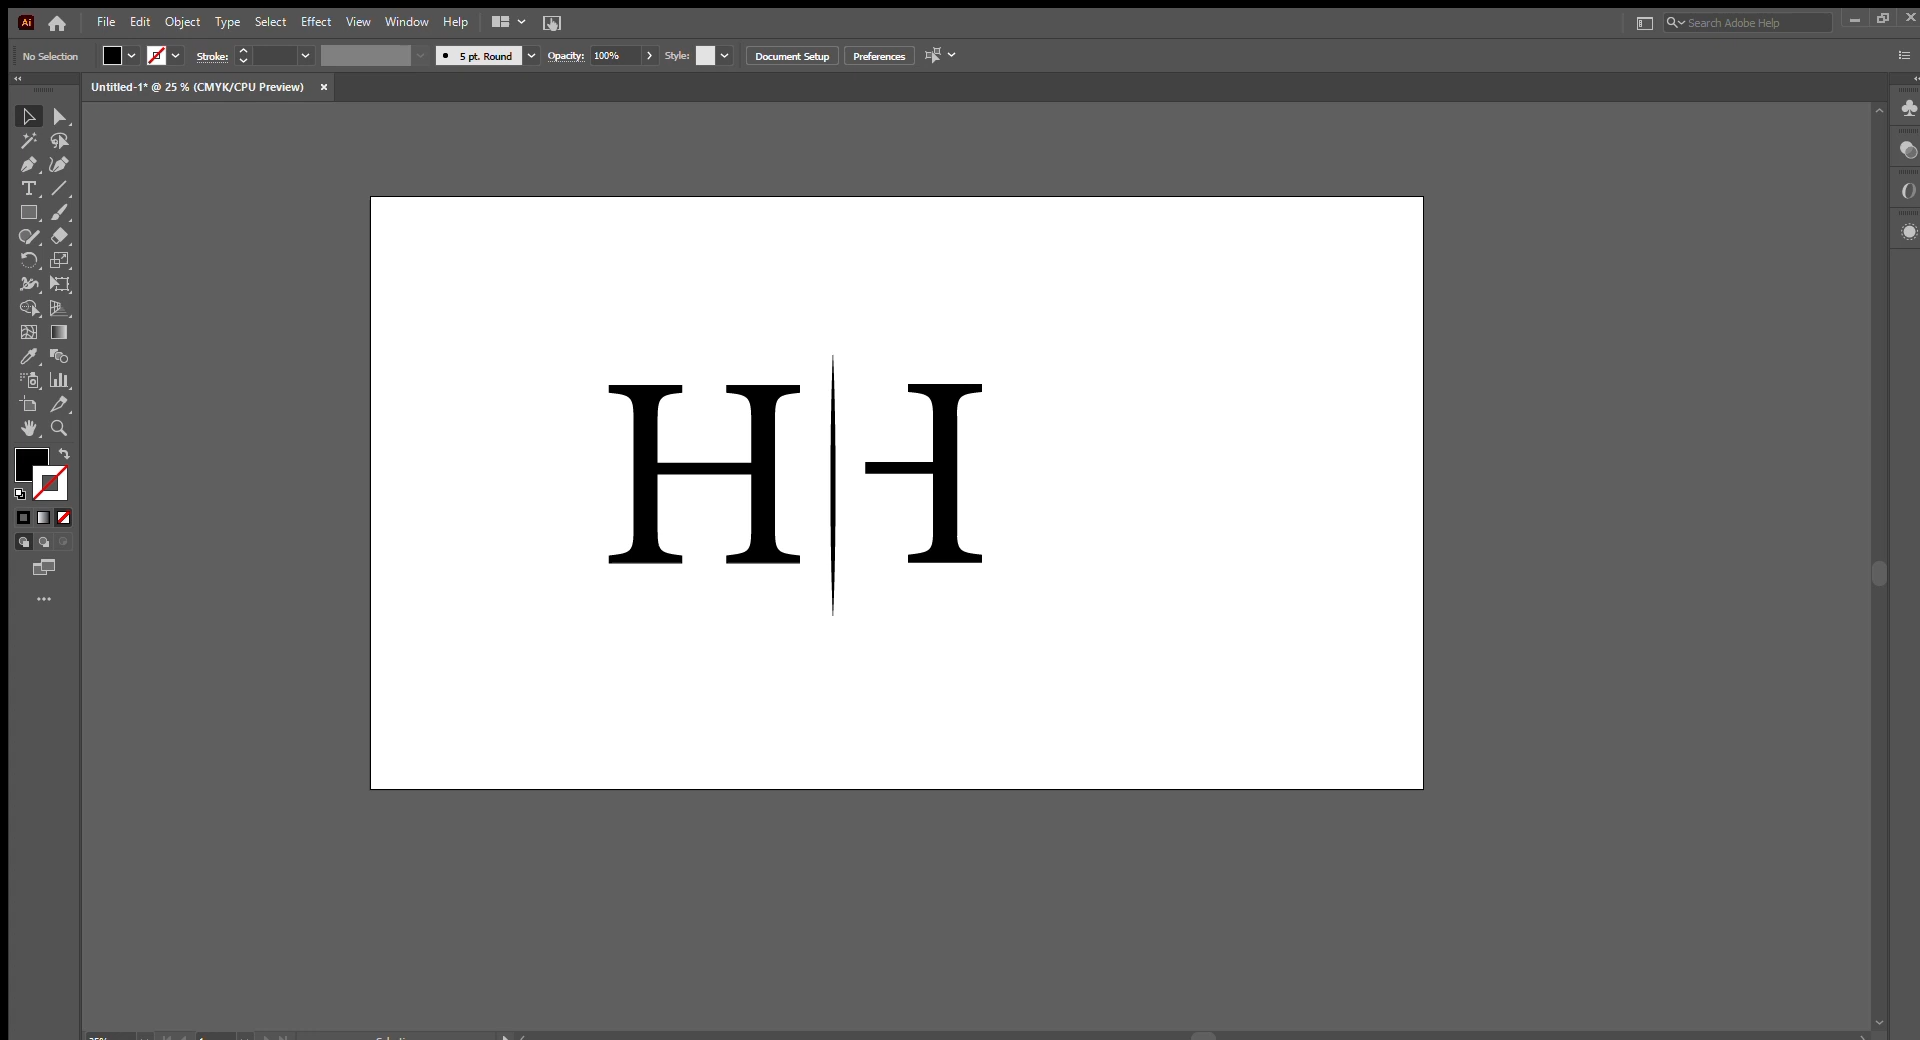 Ai File Edit Object Type Select Effect View Window Help Search Adobe Help
No Selection Stroke: 5 pt. Round Opacity: 100% Style: Document Setup Preferences
Untitled-1* @ 25 % (CMYK/CPU Preview)
H